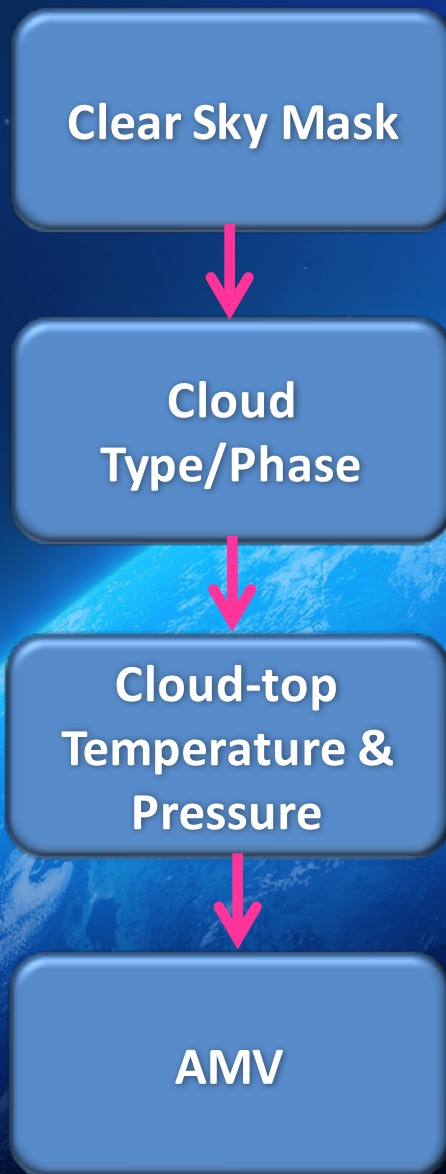 Clear Sky Mask
Cloud
Type/Phase
Cloud-top
Temperature &
Pressure
AMV